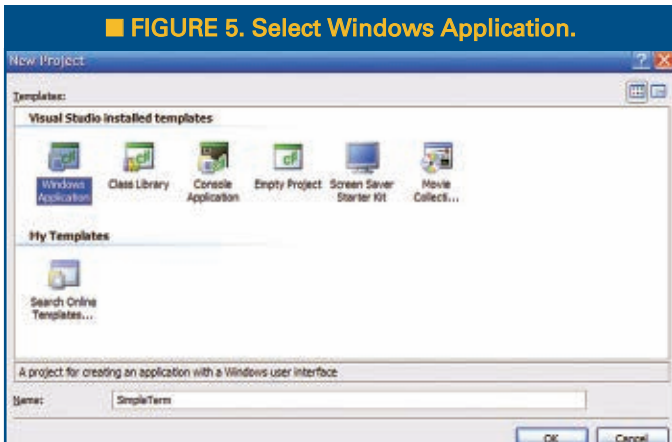 ■ FIGURE 5. Select Windows Application.
New Project
Templates:
Visual Studio installed templates
Windows Application
Class Library
Console Application
Empty Project
Screen Saver Starter Kit
Movie Collecti...
My Templates
Search Online Templates...
A project for creating an application with a Windows user interface
Name: SimpleTerm
OK Cancel